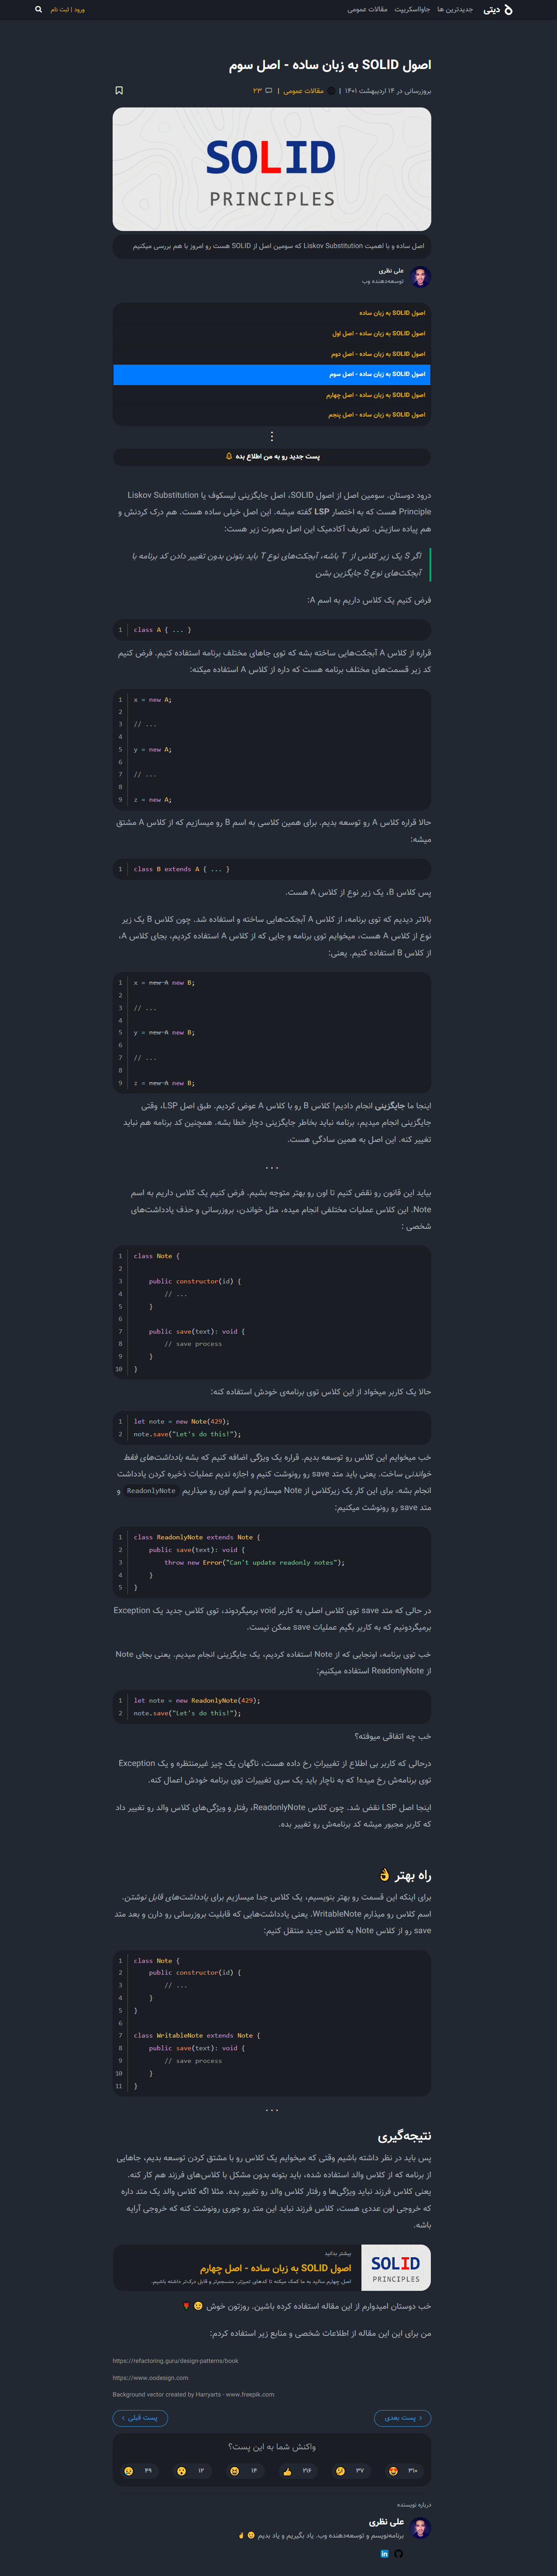 دیتی
جدیدترین ها
جاوااسکریپت
مقالات عمومی
ورود | ثبت نام
اصول SOLID به زبان ساده - اصل سوم
بروزرسانی در ۱۴ اردیبهشت ۱۴۰۱ | مقالات عمومی | ۲۳
SOLID
PRINCIPLES
اصل ساده و با اهمیت Liskov Substitution که سومین اصل از SOLID هست رو امروز با هم بررسی میکنیم
علی نظری
توسعه‌دهنده وب
اصول SOLID به زبان ساده
اصول SOLID به زبان ساده - اصل اول
اصول SOLID به زبان ساده - اصل دوم
اصول SOLID به زبان ساده - اصل سوم
اصول SOLID به زبان ساده - اصل چهارم
اصول SOLID به زبان ساده - اصل پنجم
پست جدید رو به من اطلاع بده
درود دوستان. سومین اصل از اصول SOLID، اصل جایگزینی لیسکوف یا Liskov Substitution
Principle هست که به اختصار LSP گفته میشه. این اصل خیلی ساده هست. هم درک کردنش و
هم پیاده سازیش. تعریف آکادمیک این اصل بصورت زیر هست:
اگر S یک زیر کلاس از T باشه، آبجکت‌های نوع T باید بتونن بدون تغییر دادن کد برنامه با
آبجکت‌های نوع S جایگزین بشن
فرض کنیم یک کلاس داریم به اسم A:
1 class A { ... }
قراره از کلاس A آبجکت‌هایی ساخته بشه که توی جاهای مختلف برنامه استفاده کنیم. فرض کنیم
کد زیر قسمت‌های مختلف برنامه هست که داره از کلاس A استفاده میکنه:
1 x = new A;
2
3 // ...
4
5 y = new A;
6
7 // ...
8
9 z = new A;
حالا قراره کلاس A رو توسعه بدیم. برای همین کلاسی به اسم B رو میسازیم که از کلاس A مشتق
میشه:
1 class B extends A { ... }
پس کلاس B، یک زیر نوع از کلاس A هست.
بالاتر دیدیم که توی برنامه، از کلاس A آبجکت‌هایی ساخته و استفاده شد. چون کلاس B یک زیر
نوع از کلاس A هست، میخوایم توی برنامه و جایی که از کلاس A استفاده کردیم، بجای کلاس A،
از کلاس B استفاده کنیم. یعنی:
1 x = new A new B;
2
3 // ...
4
5 y = new A new B;
6
7 // ...
8
9 z = new A new B;
اینجا ما جایگزینی انجام دادیم! کلاس B رو با کلاس A عوض کردیم. طبق اصل LSP، وقتی
جایگزینی انجام میدیم، برنامه نباید بخاطر جایگزینی دچار خطا بشه. همچنین کد برنامه هم نباید
تغییر کنه. این اصل به همین سادگی هست.
...
بیاید این قانون رو نقض کنیم تا اون رو بهتر متوجه بشیم. فرض کنیم یک کلاس داریم به اسم
Note. این کلاس عملیات مختلفی انجام میده، مثل خواندن، بروزرسانی و حذف یادداشت‌های
شخصی :
1 class Note {
2
3 public constructor(id) {
4 // ...
5 }
6
7 public save(text): void {
8 // save process
9 }
10 }
حالا یک کاربر میخواد از این کلاس توی برنامه‌ی خودش استفاده کنه:
1 let note = new Note(429);
2 note.save("Let's do this!");
خب میخوایم این کلاس رو توسعه بدیم. قراره یک ویژگی اضافه کنیم که بشه یادداشت‌های فقط
خواندنی ساخت. یعنی باید متد save رو رونوشت کنیم و اجازه ندیم عملیات ذخیره کردن یادداشت
انجام بشه. برای این کار یک زیرکلاس از Note میسازیم و اسم اون رو میذاریم ReadonlyNote و
متد save رو رونوشت میکنیم:
1 class ReadonlyNote extends Note {
2 public save(text): void {
3 throw new Error("Can't update readonly notes");
4 }
5 }
در حالی که متد save توی کلاس اصلی به کاربر void برمیگردوند، توی کلاس جدید یک Exception
برمیگردونیم که به کاربر بگیم عملیات save ممکن نیست.
خب توی برنامه، اونجایی که از Note استفاده کردیم، یک جایگزینی انجام میدیم. یعنی بجای Note
از ReadonlyNote استفاده میکنیم:
1 let note = new ReadonlyNote(429);
2 note.save("Let's do this!");
خب چه اتفاقی میوفته؟
درحالی که کاربر بی اطلاع از تغییراتِ رخ داده هست، ناگهان یک چیز غیرمنتظره و یک Exception
توی برنامه‌ش رخ میده! که به ناچار باید یک سری تغییرات توی برنامه خودش اعمال کنه.
اینجا اصل LSP نقض شد. چون کلاس ReadonlyNote، رفتار و ویژگی‌های کلاس والد رو تغییر داد
که کاربر مجبور میشه کد برنامه‌ش رو تغییر بده.
راه بهتر 👌
برای اینکه این قسمت رو بهتر بنویسیم، یک کلاس جدا میسازیم برای یادداشت‌های قابل نوشتن.
اسم کلاس رو میذارم WritableNote. یعنی یادداشت‌هایی که قابلیت بروزرسانی رو دارن و بعد متد
save رو از کلاس Note به کلاس جدید منتقل کنیم:
1 class Note {
2 public constructor(id) {
3 // ...
4 }
5 }
6
7 class WritableNote extends Note {
8 public save(text): void {
9 // save process
10 }
11 }
...
نتیجه‌گیری
پس باید در نظر داشته باشیم وقتی که میخوایم یک کلاس رو با مشتق کردن توسعه بدیم، جاهایی
از برنامه که از کلاس والد استفاده شده، باید بتونه بدون مشکل با کلاس‌های فرزند هم کار کنه.
یعنی کلاس فرزند نباید ویژگی‌ها و رفتار کلاس والد رو تغییر بده. مثلا اگه کلاس والد یک متد داره
که خروجی اون عددی هست، کلاس فرزند نباید این متد رو جوری رونوشت کنه که خروجی آرایه
باشه.
SOLID
PRINCIPLES
بیشتر بدانید
اصول SOLID به زبان ساده - اصل چهارم
اصل چهارم سالید به ما کمک میکنه تا کدهای تمیزتر، منسجم‌تر و قابل درک‌تر داشته باشیم.
خب دوستان امیدوارم از این مقاله استفاده کرده باشین. روزتون خوش 😉 🌹
من برای این این مقاله از اطلاعات شخصی و منابع زیر استفاده کردم:
https://refactoring.guru/design-patterns/book
https://www.oodesign.com
Background vector created by Harryarts - www.freepik.com
پست بعدی
پست قبلی
واکنش شما به این پست؟
۳۱۰
۳۷
۲۱۶
۱۴
۱۲
۴۹
درباره نویسنده
علی نظری
برنامه‌نویسم و توسعه‌دهنده وب. یاد بگیریم و یاد بدیم 😊 ✌